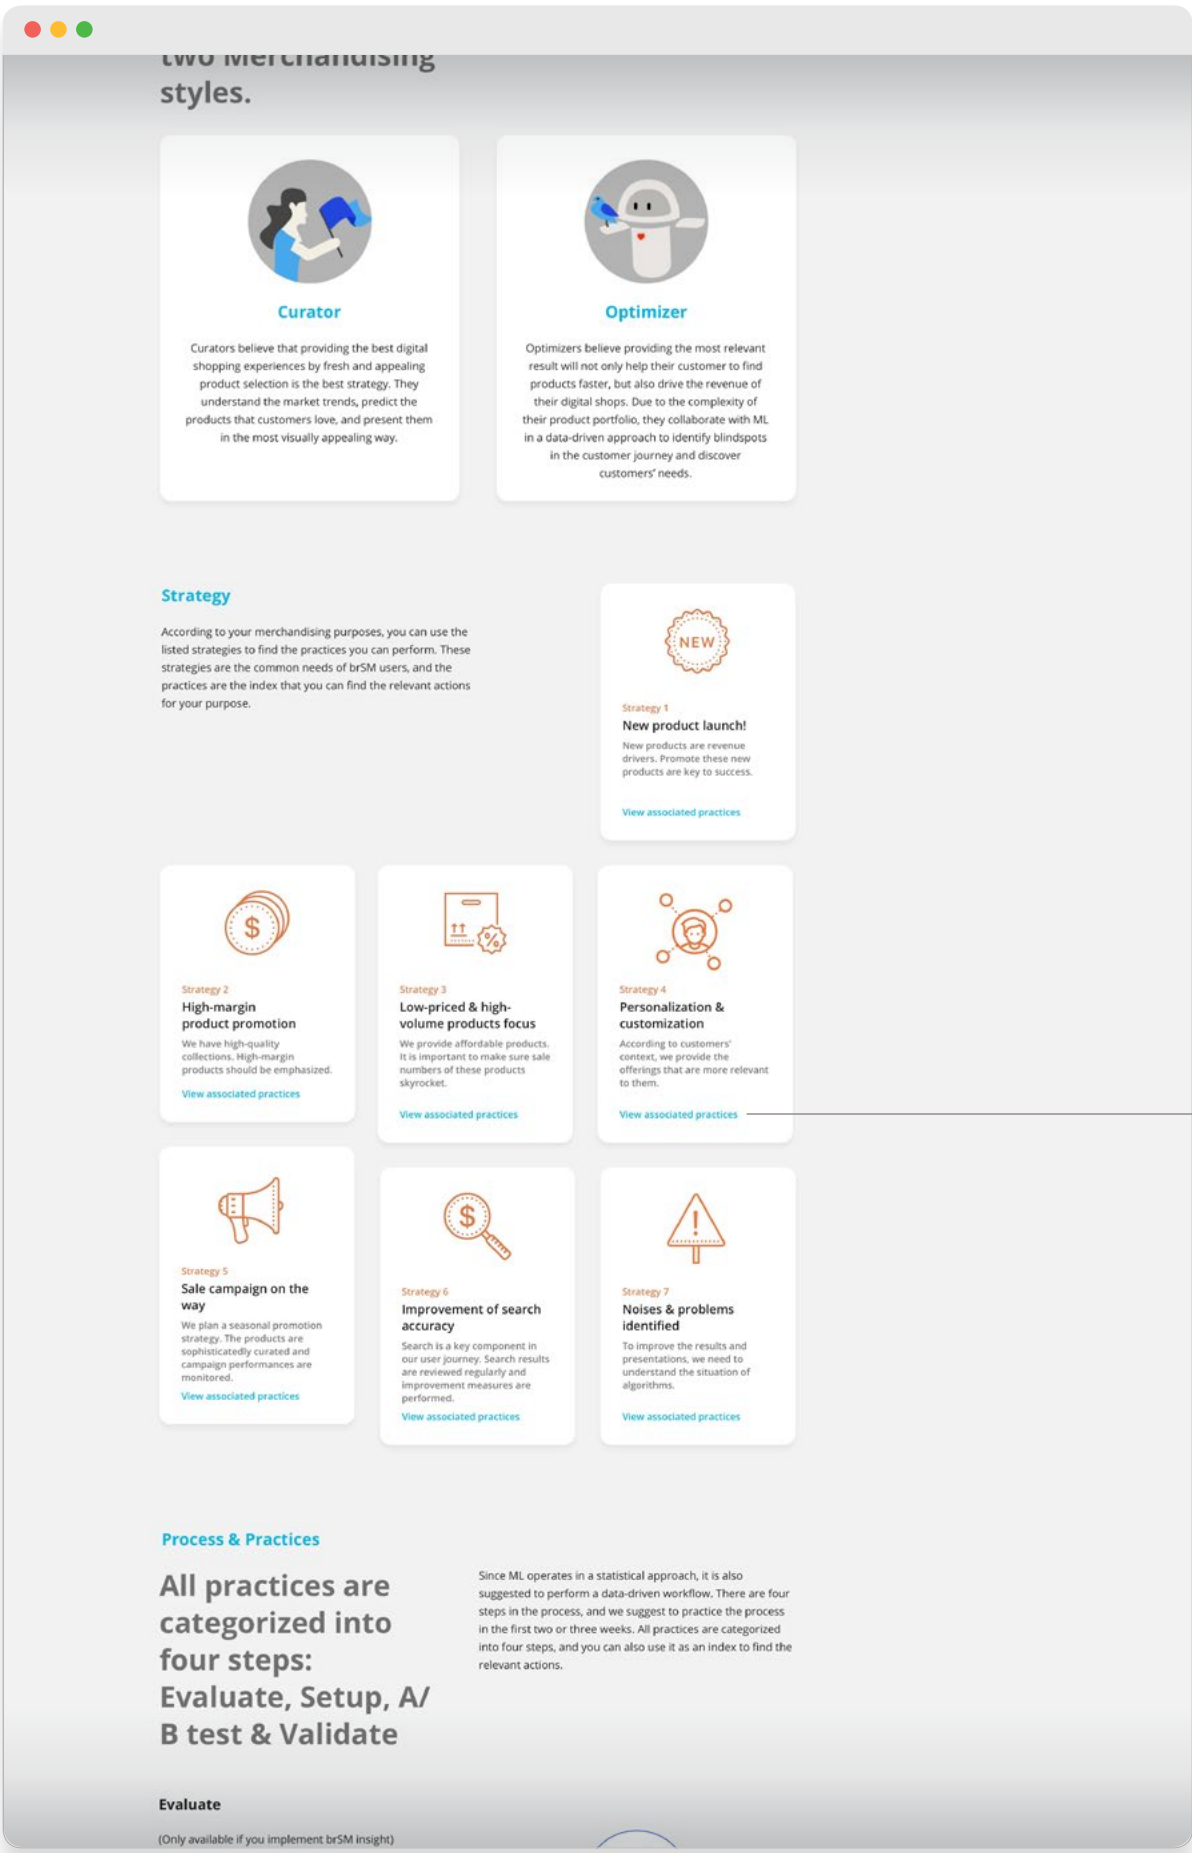 two Merchandising
styles.
Curator
Curators believe that providing the best digital
shopping experiences by fresh and appealing
product selection is the best strategy. They
understand the market trends, predict the
products that customers love, and present them
in the most visually appealing way.
Optimizer
Optimizers believe providing the most relevant
result will not only help their customer to find
products faster, but also drive the revenue of
their digital shops. Due to the complexity of
their product portfolio, they collaborate with ML
in a data-driven approach to identify blindspots
in the customer journey and discover
customers' needs.
Strategy
According to your merchandising purposes, you can use the
listed strategies to find the practices you can perform. These
strategies are the common needs of brSM users, and the
practices are the index that you can find the relevant actions
for your purpose.
NEW
Strategy 1
New product launch!
New products are revenue
drivers. Promote these new
products are key to success.
View associated practices
$
Strategy 2
High-margin
product promotion
We have high-quality
collections. High-margin
products should be emphasized.
View associated practices
%
Strategy 3
Low-priced & high-
volume products focus
We provide affordable products.
It is important to make sure sale
numbers of these products
skyrocket.
View associated practices
Strategy 4
Personalization &
customization
According to customers'
context, we provide the
offerings that are more relevant
to them.
View associated practices
Strategy 5
Sale campaign on the
way
We plan a seasonal promotion
strategy. The products are
sophisticatedly curated and
campaign performances are
monitored.
View associated practices
$
Strategy 6
Improvement of search
accuracy
Search is a key component in
our user journey. Search results
are reviewed regularly and
improvement measures are
performed.
View associated practices
!
Strategy 7
Noises & problems
identified
To improve the results and
presentations, we need to
understand the situation of
algorithms.
View associated practices
Process & Practices
All practices are
categorized into
four steps:
Evaluate, Setup, A/
B test & Validate
Since ML operates in a statistical approach, it is also
suggested to perform a data-driven workflow. There are four
steps in the process, and we suggest to practice the process
in the first two or three weeks. All practices are categorized
into four steps, and you can also use it as an index to find the
relevant actions.
Evaluate
(Only available if you implement brSM insight)